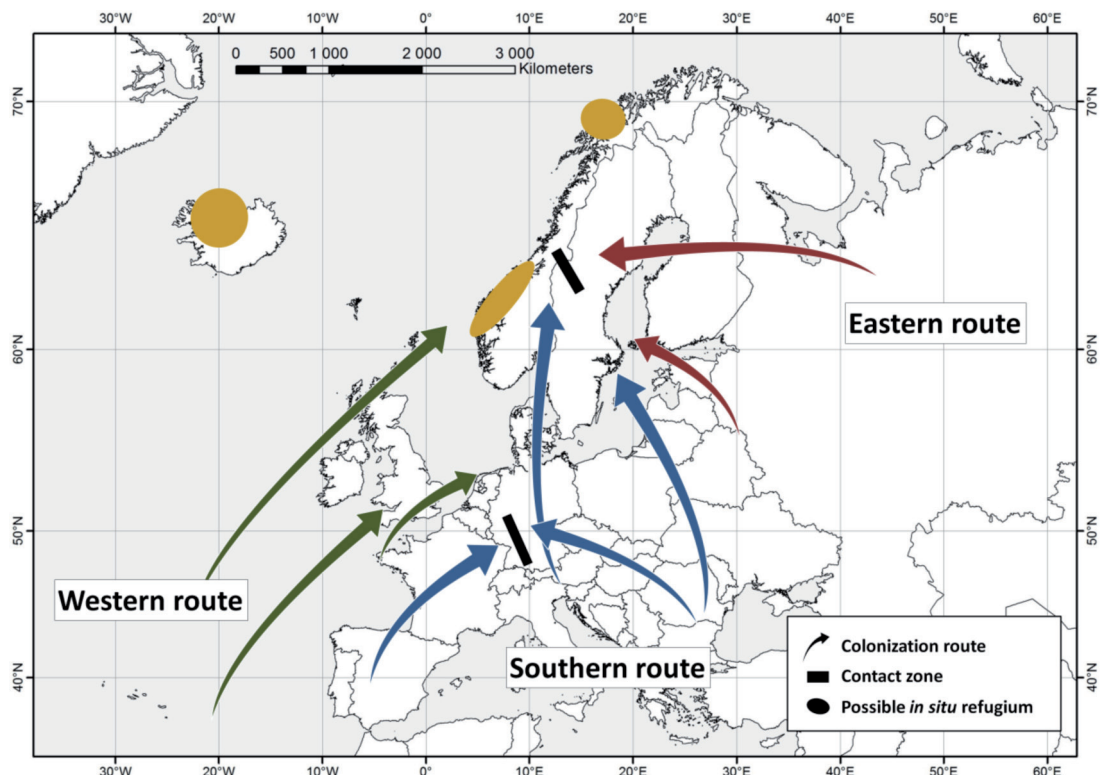 30°W 20°W 10°W 0° 10°E 20°E 30°E 40°E 50°E 60°E
0 500 1 000 2 000 3 000
Kilometers
70°N 70°N
Eastern route
60°N 60°N
50°N 50°N
Western route
Southern route
40°N 40°N
Colonization route
Contact zone
Possible in situ refugium
30°W 20°W 10°W 0° 10°E 20°E 30°E 40°E 50°E 60°E